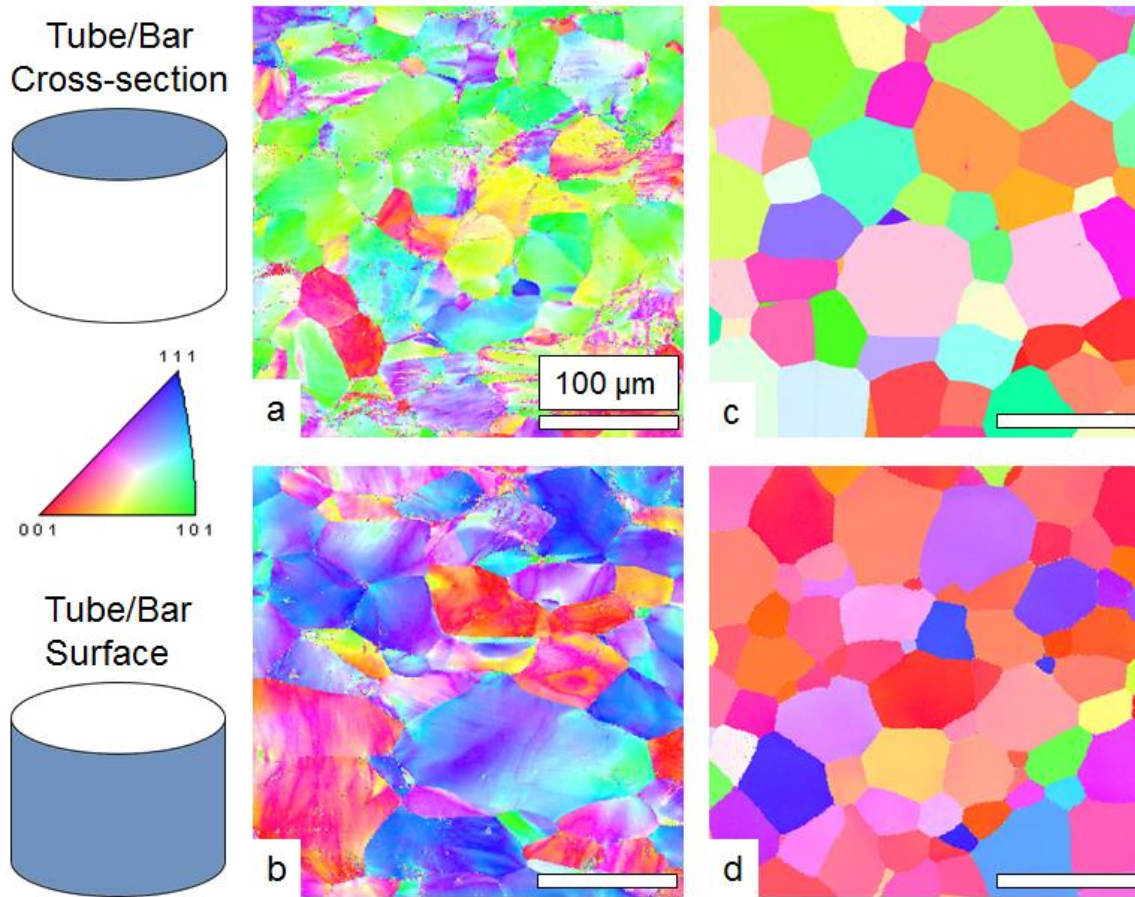 Tube/Bar
Cross-section
111
001
101
Tube/Bar
Surface
a
100 µm
b
c
d